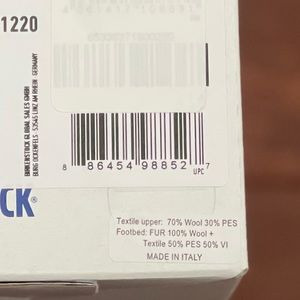 1220
BIRKENSTOCK GLOBAL SALES GMBH
BURG OCKENFELS · 53545 LINZ AM RHEIN · GERMANY
8 86454 98852 7
UPC
CK®
Textile upper: 70% Wool 30% PES
Footbed: FUR 100% Wool +
Textile 50% PES 50% VI
MADE IN ITALY